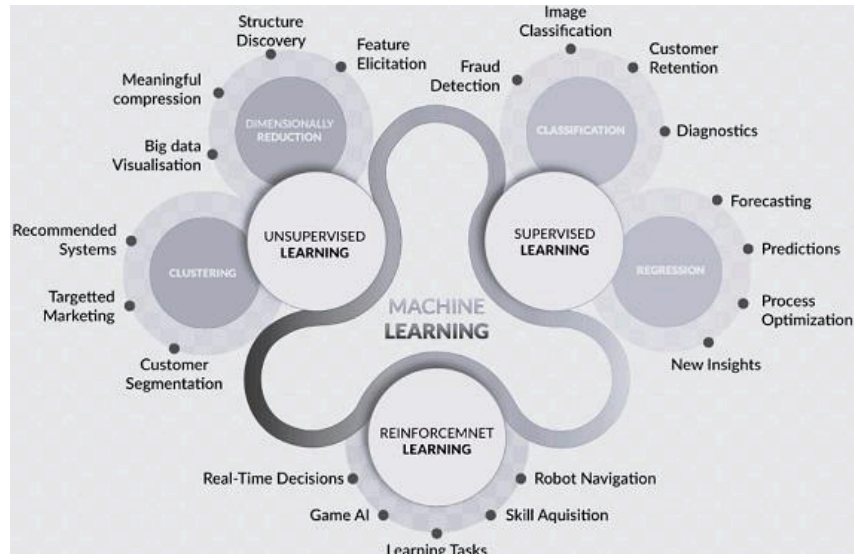 Structure
Discovery
Feature
Elicitation
Meaningful
compression
DIMENSIONALLY
REDUCTION
Big data
Visualisation
Recommended
Systems
CLUSTERING
Targetted
Marketing
Customer
Segmentation
UNSUPERVISED
LEARNING
Image
Classification
Fraud
Detection
Customer
Retention
CLASSIFICATION
Diagnostics
SUPERVISED
LEARNING
Forecasting
REGRESSION
Predictions
Process
Optimization
New Insights
MACHINE
LEARNING
REINFORCEMNET
LEARNING
Real-Time Decisions
Robot Navigation
Game AI
Skill Aquisition
Learning Tasks